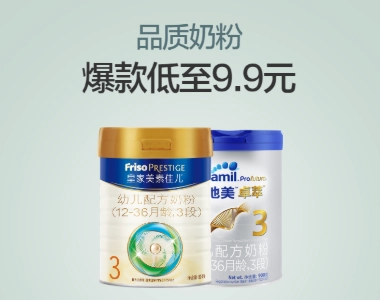 品质奶粉
爆款低至9.9元
Friso PRESTIGE
皇家美素佳儿
幼儿配方奶粉
(12-36月龄,3段)
3
amil Profutura
他美 卓萃
3
配方奶粉
36月龄,3段)